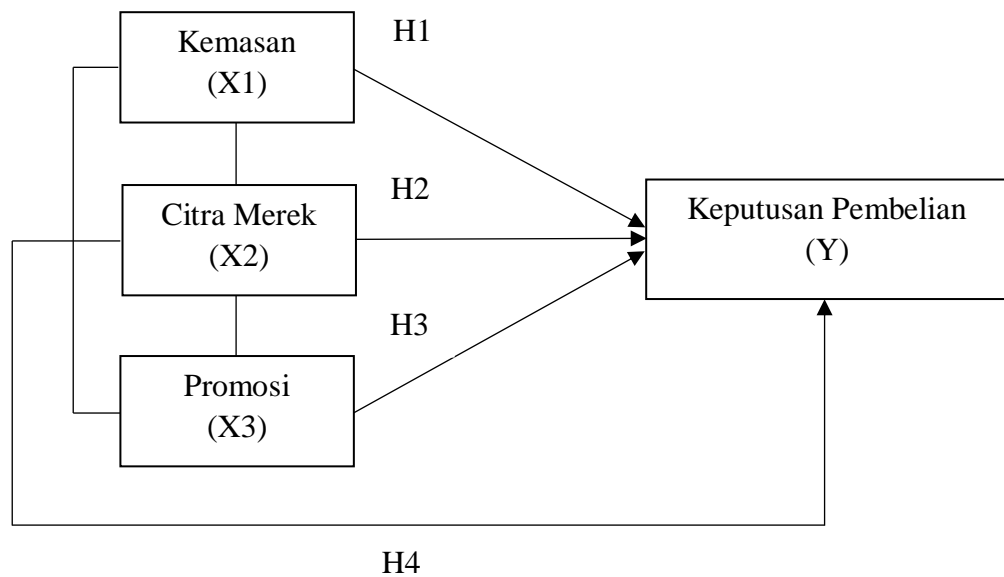 H1
Kemasan
(X1)
H2
Citra Merek
(X2)
Keputusan Pembelian
(Y)
H3
Promosi
(X3)
H4